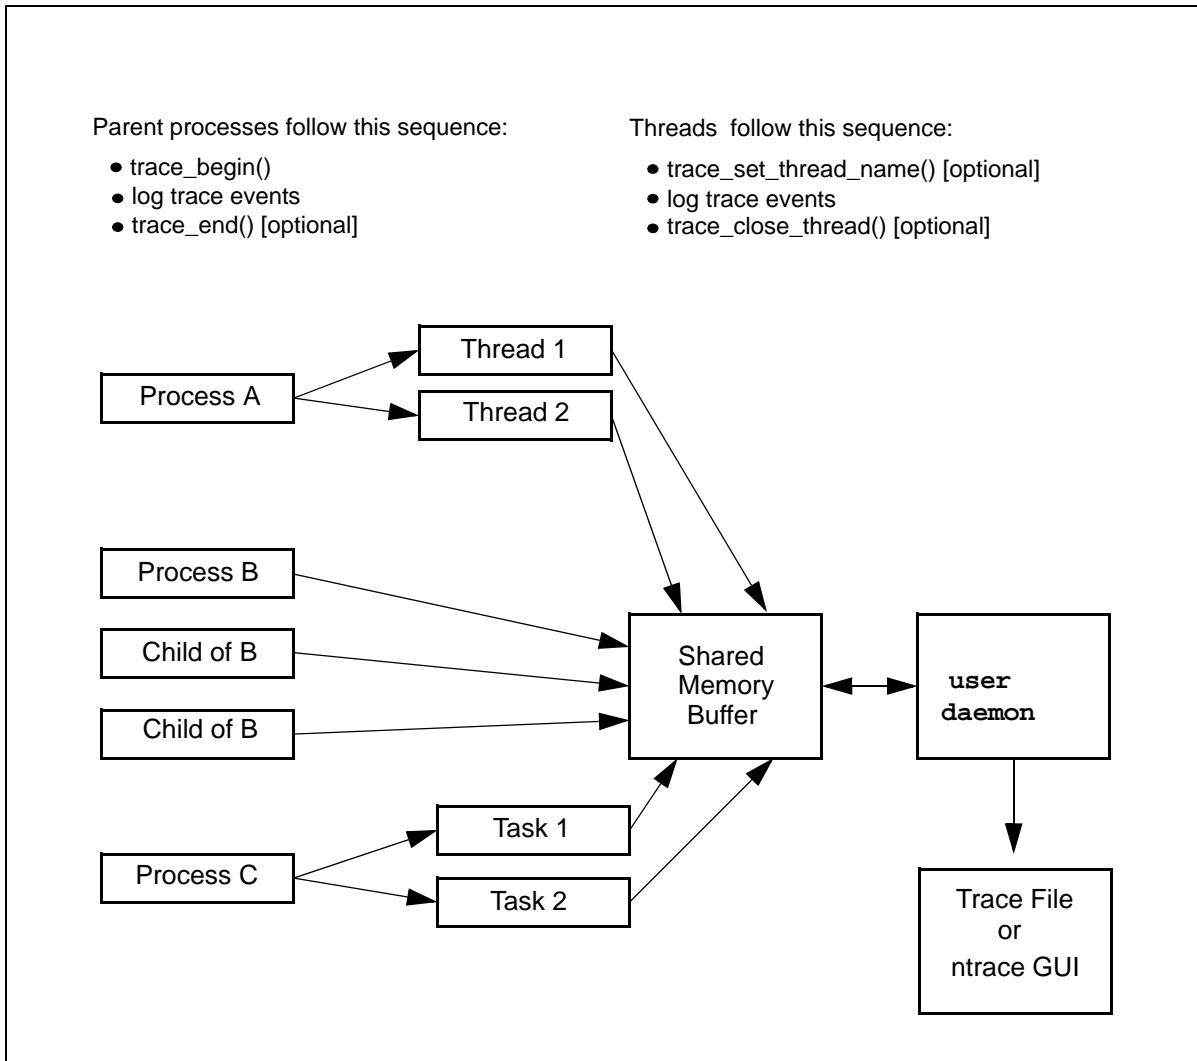 Parent processes follow this sequence:
• trace_begin()
• log trace events
• trace_end() [optional]
Threads follow this sequence:
• trace_set_thread_name() [optional]
• log trace events
• trace_close_thread() [optional]
Thread 1
Process A
Thread 2
Process B
Child of B
Child of B
Shared
Memory
Buffer
user
daemon
Task 1
Process C
Task 2
Trace File
or
ntrace GUI